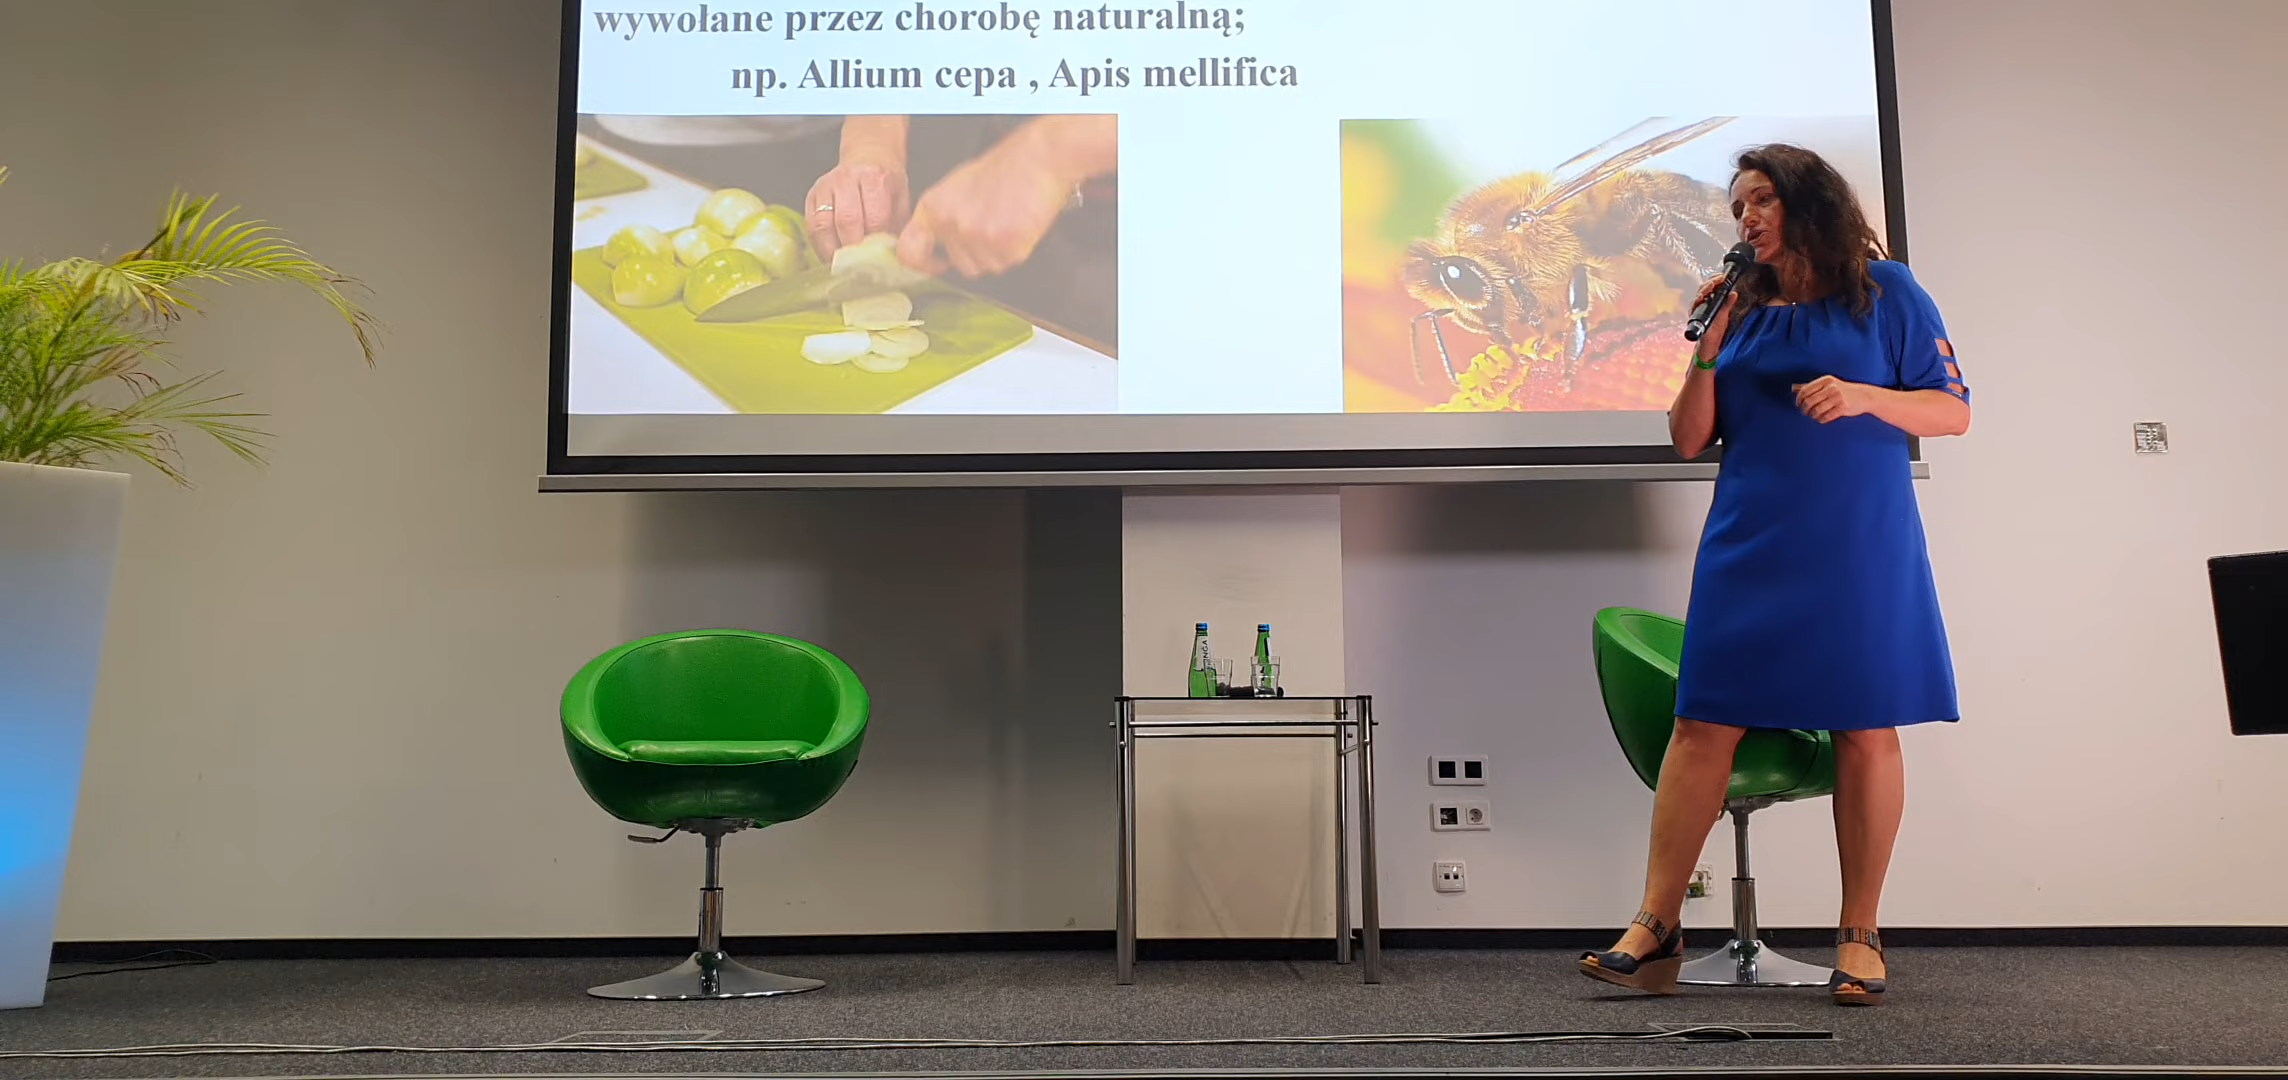 wywołane przez chorobę naturalną;
np. Allium cepa , Apis mellifica